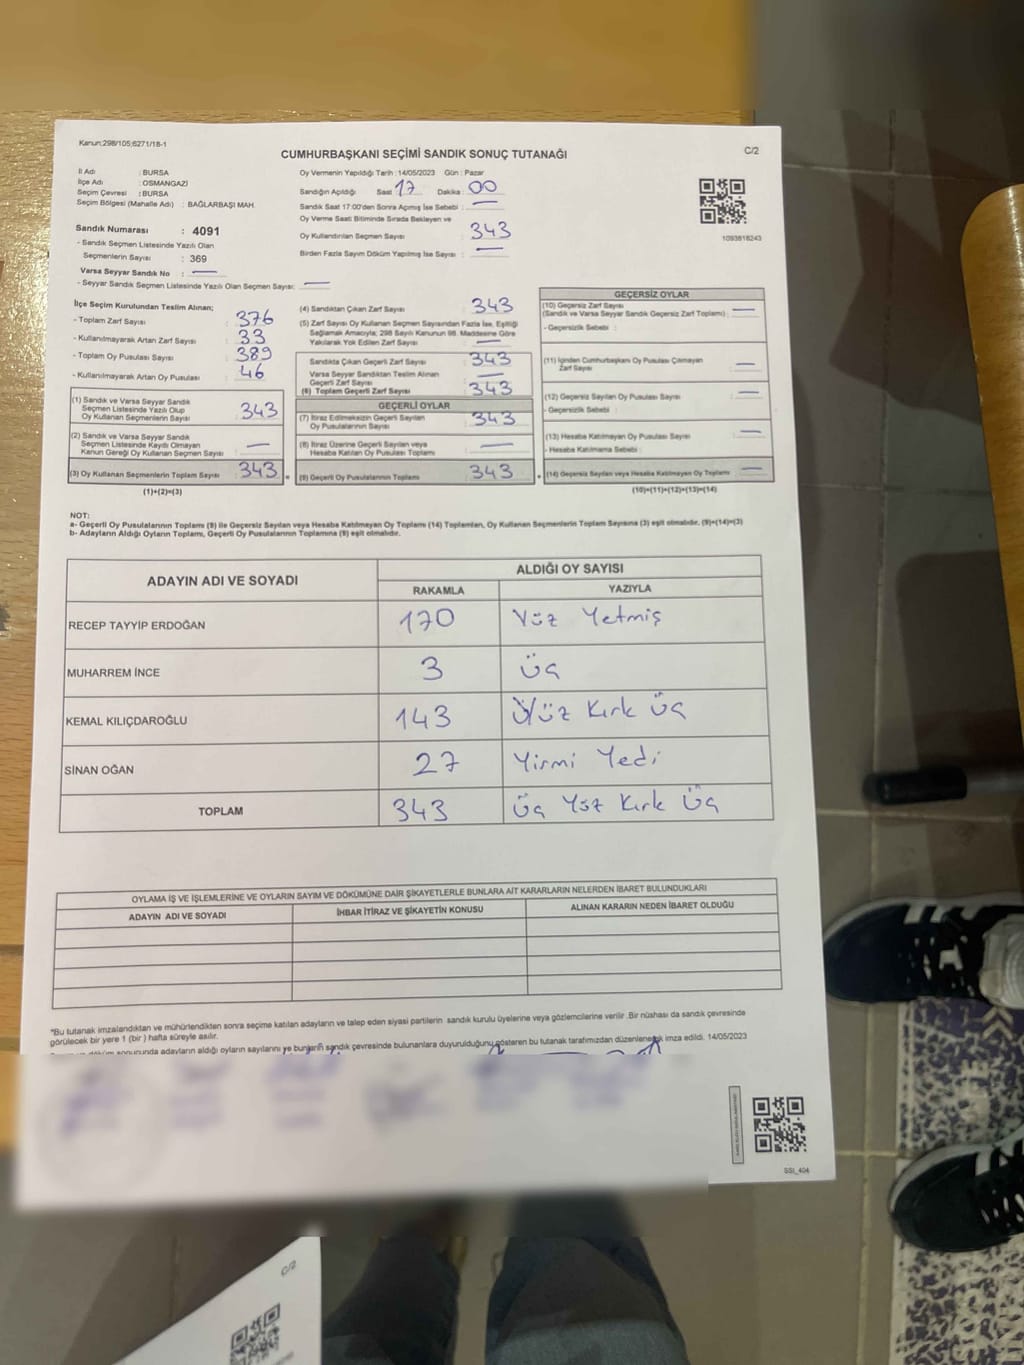 Kanun;298/105;6271/18-1
C/2
CUMHURBAŞKANI SEÇİMİ SANDIK SONUÇ TUTANAĞI
İl Adı : BURSA
İlçe Adı : OSMANGAZİ
Seçim Çevresi : BURSA
Seçim Bölgesi (Mahalle Adı) : BAĞLARBAŞI MAH.
Sandık Numarası : 4091
- Sandık Seçmen Listesinde Yazılı Olan
Seçmenlerin Sayısı : 369
Varsa Seyyar Sandık No : —
- Seyyar Sandık Seçmen Listesinde Yazılı Olan Seçmen Sayısı: —
Oy Vermenin Yapıldığı Tarih : 14/05/2023 Gün : Pazar
Sandığın Açıldığı Saat 17 Dakika : 00
Sandık Saat 17:00'den Sonra Açımış İse Sebebi : —
Oy Verme Saati Bitiminde Sırada Bekleyen ve
Oy Kullandırılan Seçmen Sayısı : 343
Birden Fazla Sayım Döküm Yapılmış İse Sayısı : —
1093818243
İlçe Seçim Kurulundan Teslim Alınan;
- Toplam Zarf Sayısı : 376
- Kullanılmayarak Artan Zarf Sayısı : 33
- Toplam Oy Pusulası Sayısı : 389
- Kullanılmayarak Artan Oy Pusulası : 46
(1) Sandık ve Varsa Seyyar Sandık
Seçmen Listesinde Yazılı Olup
Oy Kullanan Seçmenlerin Sayısı : 343
(2) Sandık ve Varsa Seyyar Sandık
Seçmen Listesinde Kaydı Olmayan
Kanun Gereği Oy Kullanan Seçmen Sayısı : —
(3) Oy Kullanan Seçmenlerin Toplam Sayısı : 343
(1)+(2)=(3)
(4) Sandıktan Çıkan Zarf Sayısı : 343
(5) Zarf Sayısı Oy Kullanan Seçmen Sayısından Fazla İse, Eşitliği
Sağlamak Amacıyla; 298 Sayılı Kanunun 98. Maddesine Göre
Yakılarak Yok Edilen Zarf Sayısı : —
Sandıkta Çıkan Geçerli Zarf Sayısı : 343
Varsa Seyyar Sandıktan Teslim Alınan
Geçerli Zarf Sayısı : —
(6) Toplam Geçerli Zarf Sayısı : 343
GEÇERLİ OYLAR
(7) İtiraz Edilmeksizin Geçerli Sayılan
Oy Pusulalarının Sayısı : 343
(8) İtiraz Üzerine Geçerli Sayılan veya
Hesaba Katılan Oy Pusulası Toplamı : —
(9) Geçerli Oy Pusulalarının Toplamı : 343
GEÇERSİZ OYLAR
(10) Geçersiz Zarf Sayısı
(Sandık ve Varsa Seyyar Sandık Geçersiz Zarf Toplamı) : —
- Geçersizlik Sebebi :
(11) İçinden Cumhurbaşkanı Oy Pusulası Çıkmayan
Zarf Sayısı : —
(12) Geçersiz Sayılan Oy Pusulası Sayısı : —
- Geçersizlik Sebebi :
(13) Hesaba Katılmayan Oy Pusulası Sayısı : —
- Hesaba Katılmama Sebebi :
(14) Geçersiz Sayılan veya Hesaba Katılmayan Oy Toplamı : —
(10)+(11)+(12)+(13)=(14)
NOT:
a- Geçerli Oy Pusulalarının Toplamı (9) ile Geçersiz Sayılan veya Hesaba Katılmayan Oy Toplamı (14) Toplamları, Oy Kullanan Seçmenlerin Toplam Sayısına (3) eşit olmalıdır. (9)+(14)=(3)
b- Adayların Aldığı Oyların Toplamı, Geçerli Oy Pusulalarının Toplamına (9) eşit olmalıdır.
ADAYIN ADI VE SOYADI
ALDIĞI OY SAYISI
RAKAMLA YAZIYLA
RECEP TAYYİP ERDOĞAN 170 Yüz Yetmiş
MUHARREM İNCE 3 Üç
KEMAL KILIÇDAROĞLU 143 Yüz Kırk Üç
SİNAN OĞAN 27 Yirmi Yedi
TOPLAM 343 Üç Yüz Kırk Üç
OYLAMA İŞ VE İŞLEMLERİNE VE OYLARIN SAYIM VE DÖKÜMÜNE DAİR ŞİKAYETLERLE BUNLARA AİT KARARLARIN NELERDEN İBARET BULUNDUKLARI
ADAYIN ADI VE SOYADI İHBAR İTİRAZ VE ŞİKAYETİN KONUSU ALINAN KARARIN NEDEN İBARET OLDUĞU
*Bu tutanak imzalandıktan ve mühürlendikten sonra seçime katılan adayların ve talep eden siyasi partilerin sandık kurulu üyelerine veya gözlemcilerine verilir .Bir nüshası da sandık çevresinde
görülecek bir yere 1 (bir ) hafta süreyle asılır.
döküm sonucunda adayların aldığı oyların sayılarını ve bunların sandık çevresinde bulunanlara duyurulduğunu gösteren bu tutanak tarafımızdan düzenlenerek imza edildi. 14/05/2023
SSI_404
C/2